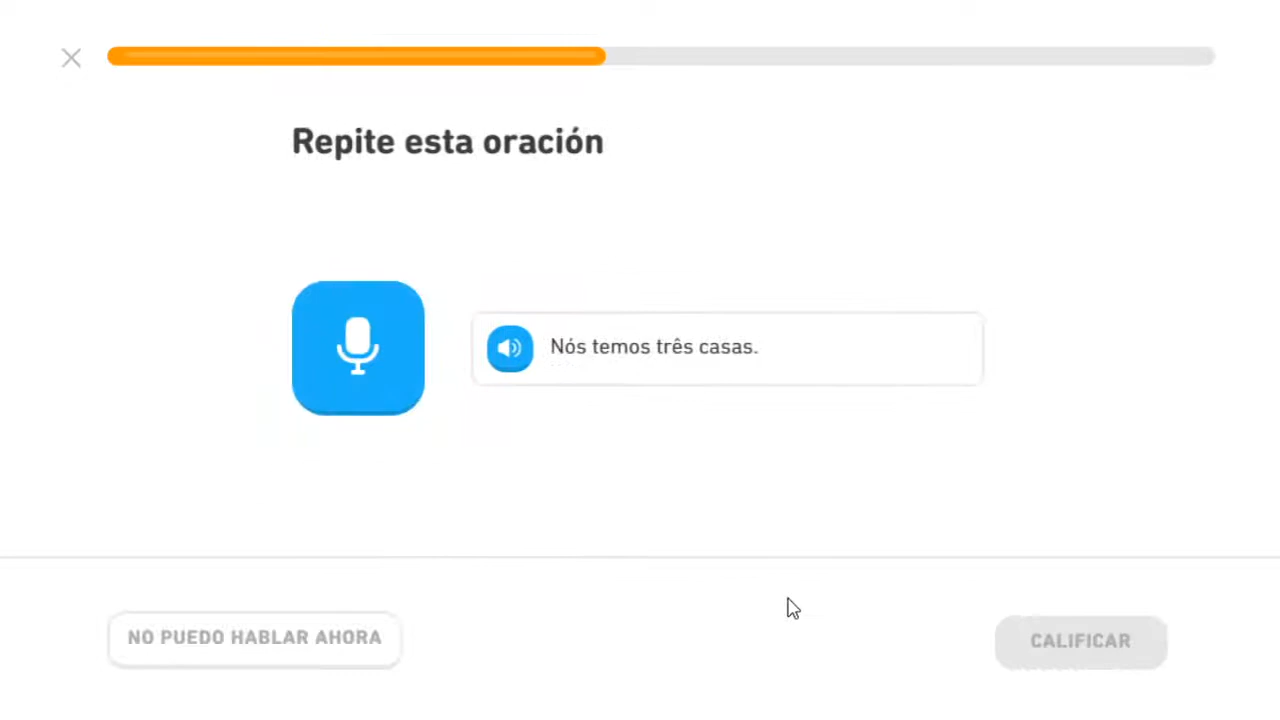 Repite esta oración
Nós temos três casas.
NO PUEDO HABLAR AHORA
CALIFICAR